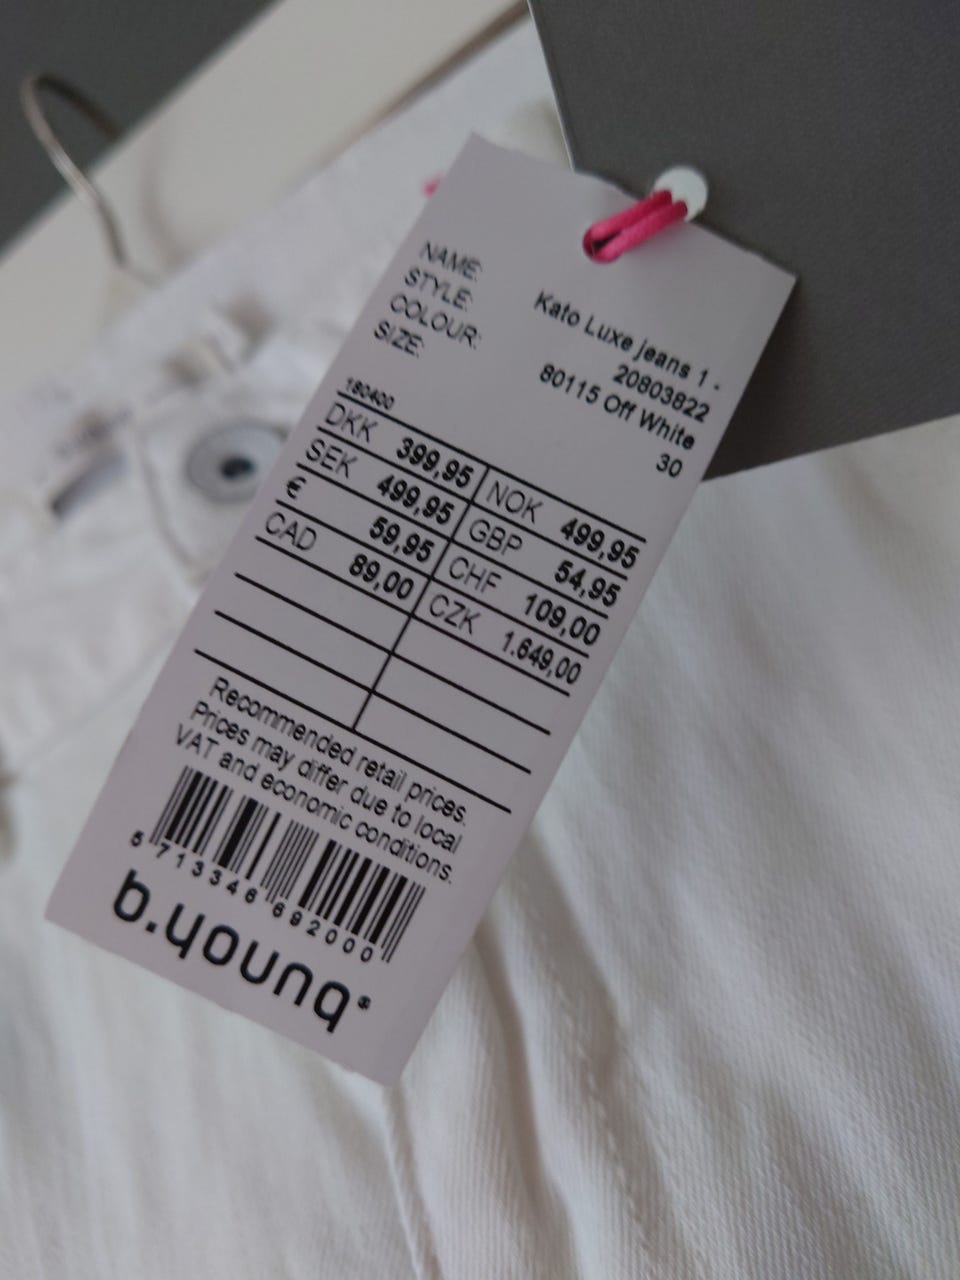 NAME: Kato Luxe jeans 1 -
STYLE: 20803822
COLOUR: 80115 Off White
SIZE: 30
180400
DKK 399,95 NOK 499,95
SEK 499,95 GBP 54,95
€ 59,95 CHF 109,00
CAD 89,00 CZK 1.649,00
Recommended retail prices.
Prices may differ due to local
VAT and economic conditions.
5 713346 692000
b.young®